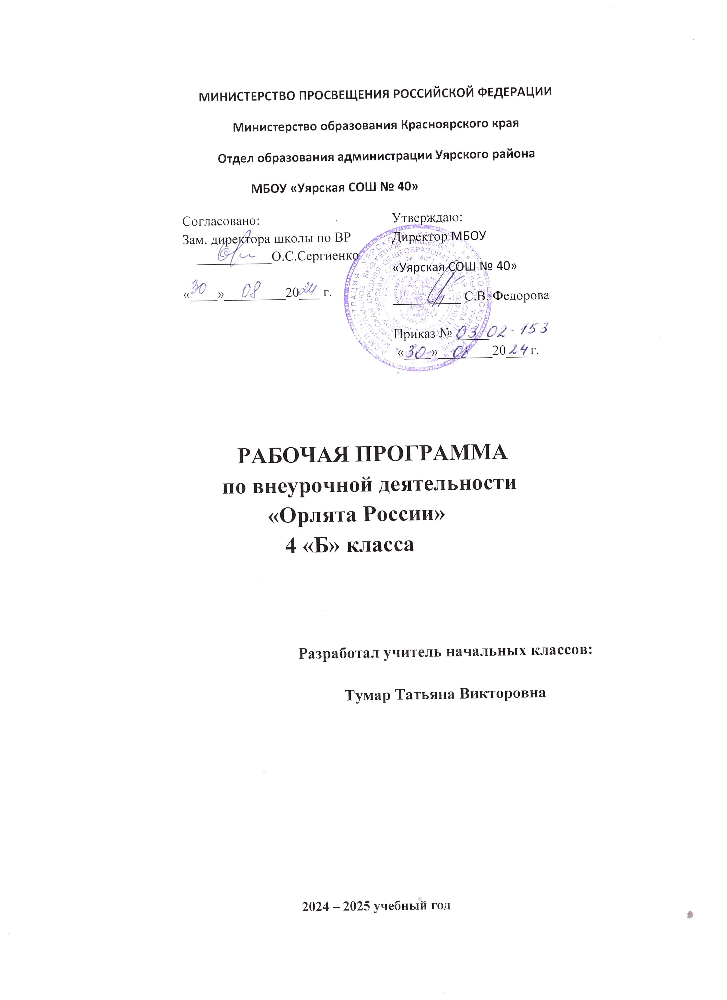 МИНИСТЕРСТВО ПРОСВЕЩЕНИЯ РОССИЙСКОЙ ФЕДЕРАЦИИ
Министерство образования Красноярского края
Отдел образования администрации Уярского района
МБОУ «Уярская СОШ № 40»
Согласовано:
Зам. директора школы по ВР
____________О.С.Сергиенко
«30» 08 2024 г.
Утверждаю:
Директор МБОУ
«Уярская СОШ № 40»
___________ С.В. Федорова
Приказ № 03-02-153
«30» 08 2024 г.
РАБОЧАЯ ПРОГРАММА
по внеурочной деятельности
«Орлята России»
4 «Б» класса
Разработал учитель начальных классов:
Тумар Татьяна Викторовна
2024 – 2025 учебный год